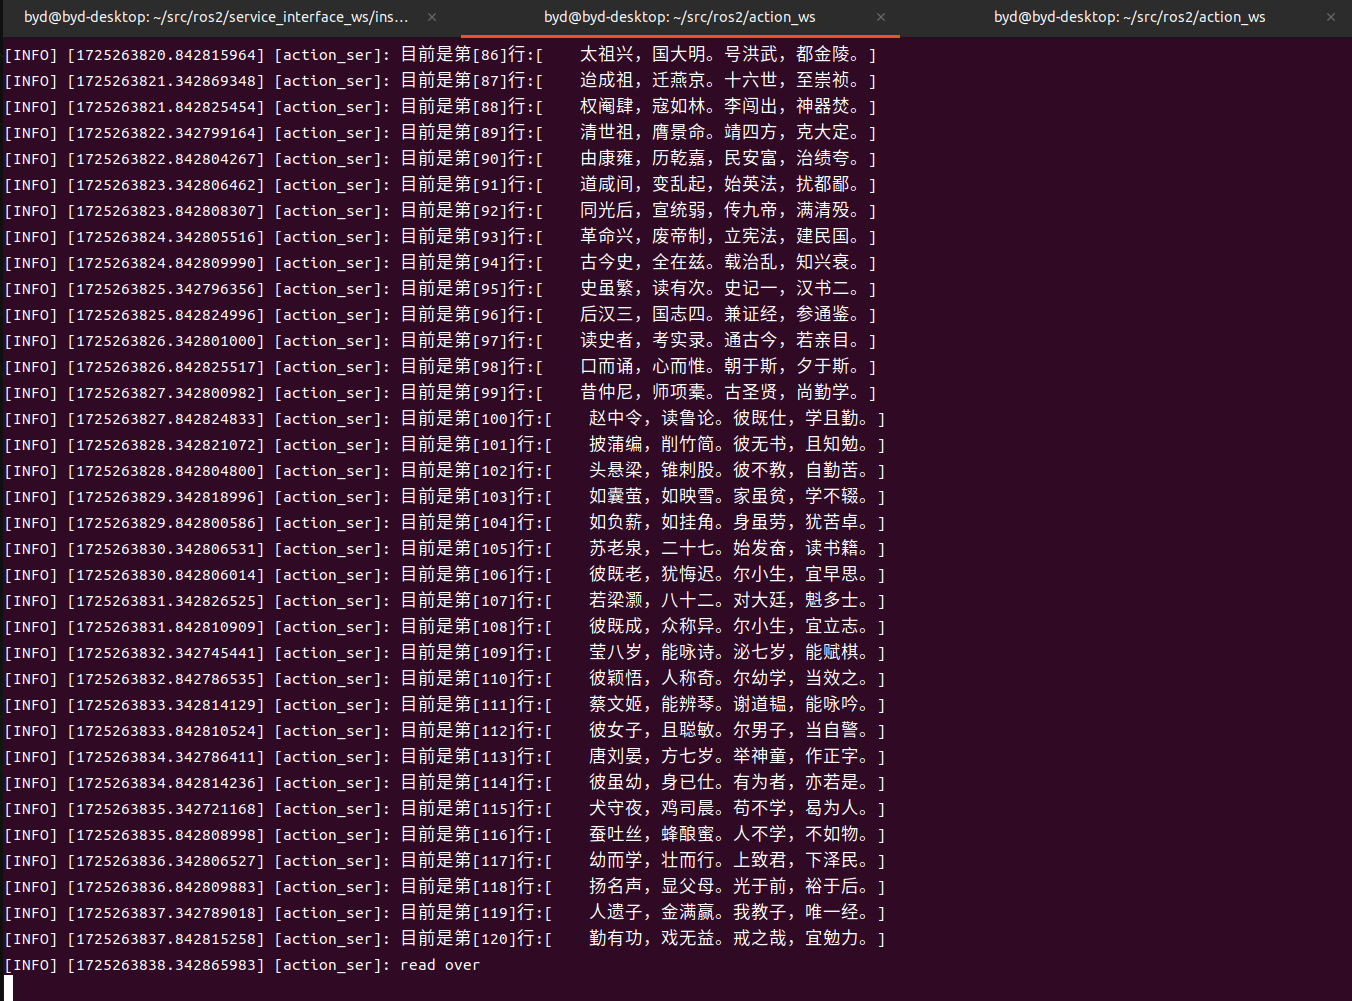 byd@byd-desktop: ~/src/ros2/service_interface_ws/ins... × byd@byd-desktop: ~/src/ros2/action_ws × byd@byd-desktop: ~/src/ros2/action_ws ×
[INFO] [1725263820.842815964] [action_ser]: 目前是第[86]行:[    太祖兴，国大明。号洪武，都金陵。]
[INFO] [1725263821.342869348] [action_ser]: 目前是第[87]行:[    迨成祖，迁燕京。十六世，至崇祯。]
[INFO] [1725263821.842825454] [action_ser]: 目前是第[88]行:[    权阉肆，寇如林。李闯出，神器焚。]
[INFO] [1725263822.342799164] [action_ser]: 目前是第[89]行:[    清世祖，膺景命。靖四方，克大定。]
[INFO] [1725263822.842804267] [action_ser]: 目前是第[90]行:[    由康雍，历乾嘉，民安富，治绩夸。]
[INFO] [1725263823.342806462] [action_ser]: 目前是第[91]行:[    道咸间，变乱起，始英法，扰都鄙。]
[INFO] [1725263823.842808307] [action_ser]: 目前是第[92]行:[    同光后，宣统弱，传九帝，满清殁。]
[INFO] [1725263824.342805516] [action_ser]: 目前是第[93]行:[    革命兴，废帝制，立宪法，建民国。]
[INFO] [1725263824.842809990] [action_ser]: 目前是第[94]行:[    古今史，全在兹。载治乱，知兴衰。]
[INFO] [1725263825.342796356] [action_ser]: 目前是第[95]行:[    史虽繁，读有次。史记一，汉书二。]
[INFO] [1725263825.842824996] [action_ser]: 目前是第[96]行:[    后汉三，国志四。兼证经，参通鉴。]
[INFO] [1725263826.342801000] [action_ser]: 目前是第[97]行:[    读史者，考实录。通古今，若亲目。]
[INFO] [1725263826.842825517] [action_ser]: 目前是第[98]行:[    口而诵，心而惟。朝于斯，夕于斯。]
[INFO] [1725263827.342800982] [action_ser]: 目前是第[99]行:[    昔仲尼，师项橐。古圣贤，尚勤学。]
[INFO] [1725263827.842824833] [action_ser]: 目前是第[100]行:[    赵中令，读鲁论。彼既仕，学且勤。]
[INFO] [1725263828.342821072] [action_ser]: 目前是第[101]行:[    披蒲编，削竹简。彼无书，且知勉。]
[INFO] [1725263828.842804800] [action_ser]: 目前是第[102]行:[    头悬梁，锥刺股。彼不教，自勤苦。]
[INFO] [1725263829.342818996] [action_ser]: 目前是第[103]行:[    如囊萤，如映雪。家虽贫，学不辍。]
[INFO] [1725263829.842800586] [action_ser]: 目前是第[104]行:[    如负薪，如挂角。身虽劳，犹苦卓。]
[INFO] [1725263830.342806531] [action_ser]: 目前是第[105]行:[    苏老泉，二十七。始发奋，读书籍。]
[INFO] [1725263830.842806014] [action_ser]: 目前是第[106]行:[    彼既老，犹悔迟。尔小生，宜早思。]
[INFO] [1725263831.342826525] [action_ser]: 目前是第[107]行:[    若梁灏，八十二。对大廷，魁多士。]
[INFO] [1725263831.842810909] [action_ser]: 目前是第[108]行:[    彼既成，众称异。尔小生，宜立志。]
[INFO] [1725263832.342745441] [action_ser]: 目前是第[109]行:[    莹八岁，能咏诗。泌七岁，能赋棋。]
[INFO] [1725263832.842786535] [action_ser]: 目前是第[110]行:[    彼颖悟，人称奇。尔幼学，当效之。]
[INFO] [1725263833.342814129] [action_ser]: 目前是第[111]行:[    蔡文姬，能辨琴。谢道韫，能咏吟。]
[INFO] [1725263833.842810524] [action_ser]: 目前是第[112]行:[    彼女子，且聪敏。尔男子，当自警。]
[INFO] [1725263834.342786411] [action_ser]: 目前是第[113]行:[    唐刘晏，方七岁。举神童，作正字。]
[INFO] [1725263834.842814236] [action_ser]: 目前是第[114]行:[    彼虽幼，身已仕。有为者，亦若是。]
[INFO] [1725263835.342721168] [action_ser]: 目前是第[115]行:[    犬守夜，鸡司晨。苟不学，曷为人。]
[INFO] [1725263835.842808998] [action_ser]: 目前是第[116]行:[    蚕吐丝，蜂酿蜜。人不学，不如物。]
[INFO] [1725263836.342806527] [action_ser]: 目前是第[117]行:[    幼而学，壮而行。上致君，下泽民。]
[INFO] [1725263836.842809883] [action_ser]: 目前是第[118]行:[    扬名声，显父母。光于前，裕于后。]
[INFO] [1725263837.342789018] [action_ser]: 目前是第[119]行:[    人遗子，金满赢。我教子，唯一经。]
[INFO] [1725263837.842815258] [action_ser]: 目前是第[120]行:[    勤有功，戏无益。戒之哉，宜勉力。]
[INFO] [1725263838.342865983] [action_ser]: read over